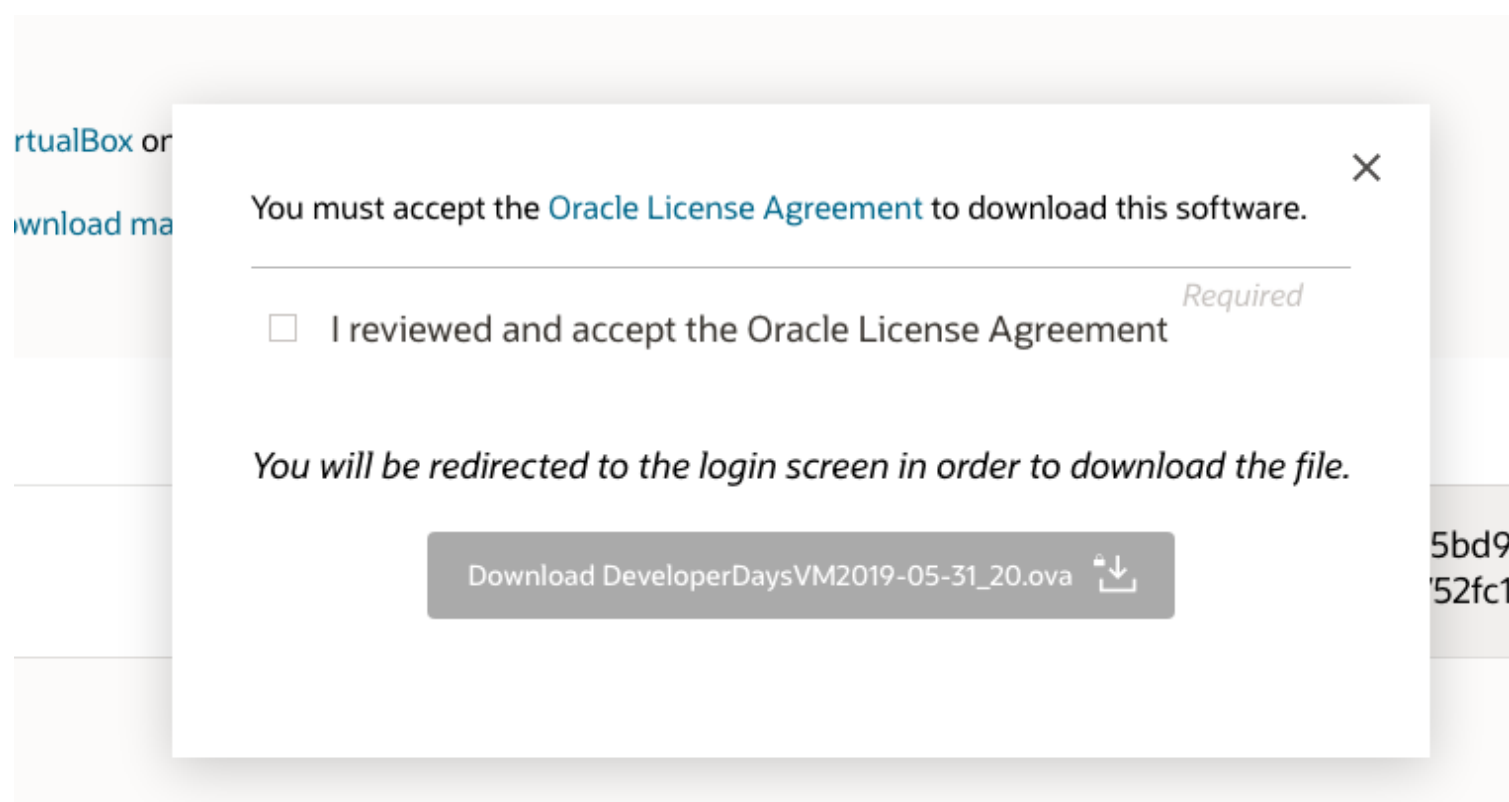 rtualBox on
You must accept the Oracle License Agreement to download this software.
wnload ma
Required
I reviewed and accept the Oracle License Agreement
You will be redirected to the login screen in order to download the file.
5bd9
Download DeveloperDaysVM2019-05-31_20.ova
52fc1